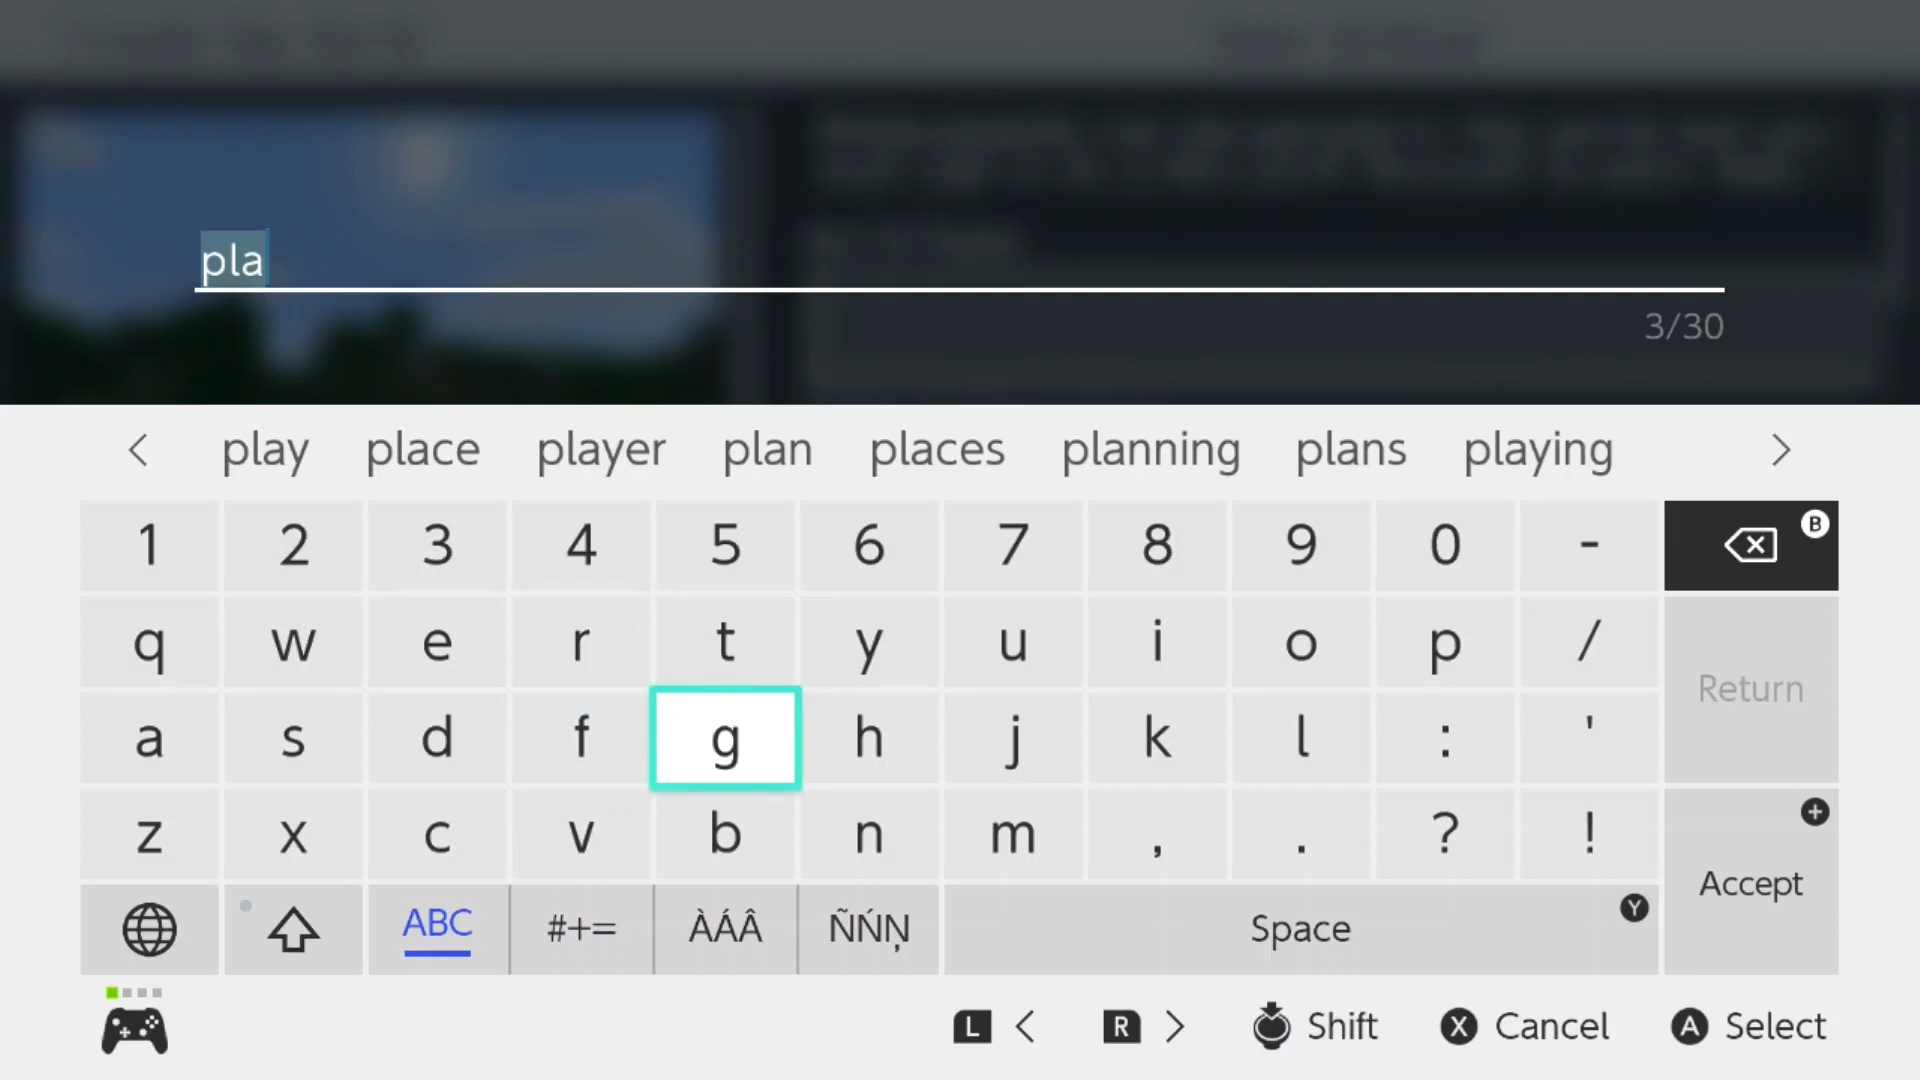 pla
3/30
play place player plan places planning plans playing
1 2 3 4 5 6 7 8 9 0 - B
q w e r t y u i o p /
Return
a s d f g h j k l : '
z x c v b n m , . ? ! +
Accept
ABC #+= ÀÁÂ ÑŃŅ Space Y
L < R > Shift X Cancel A Select